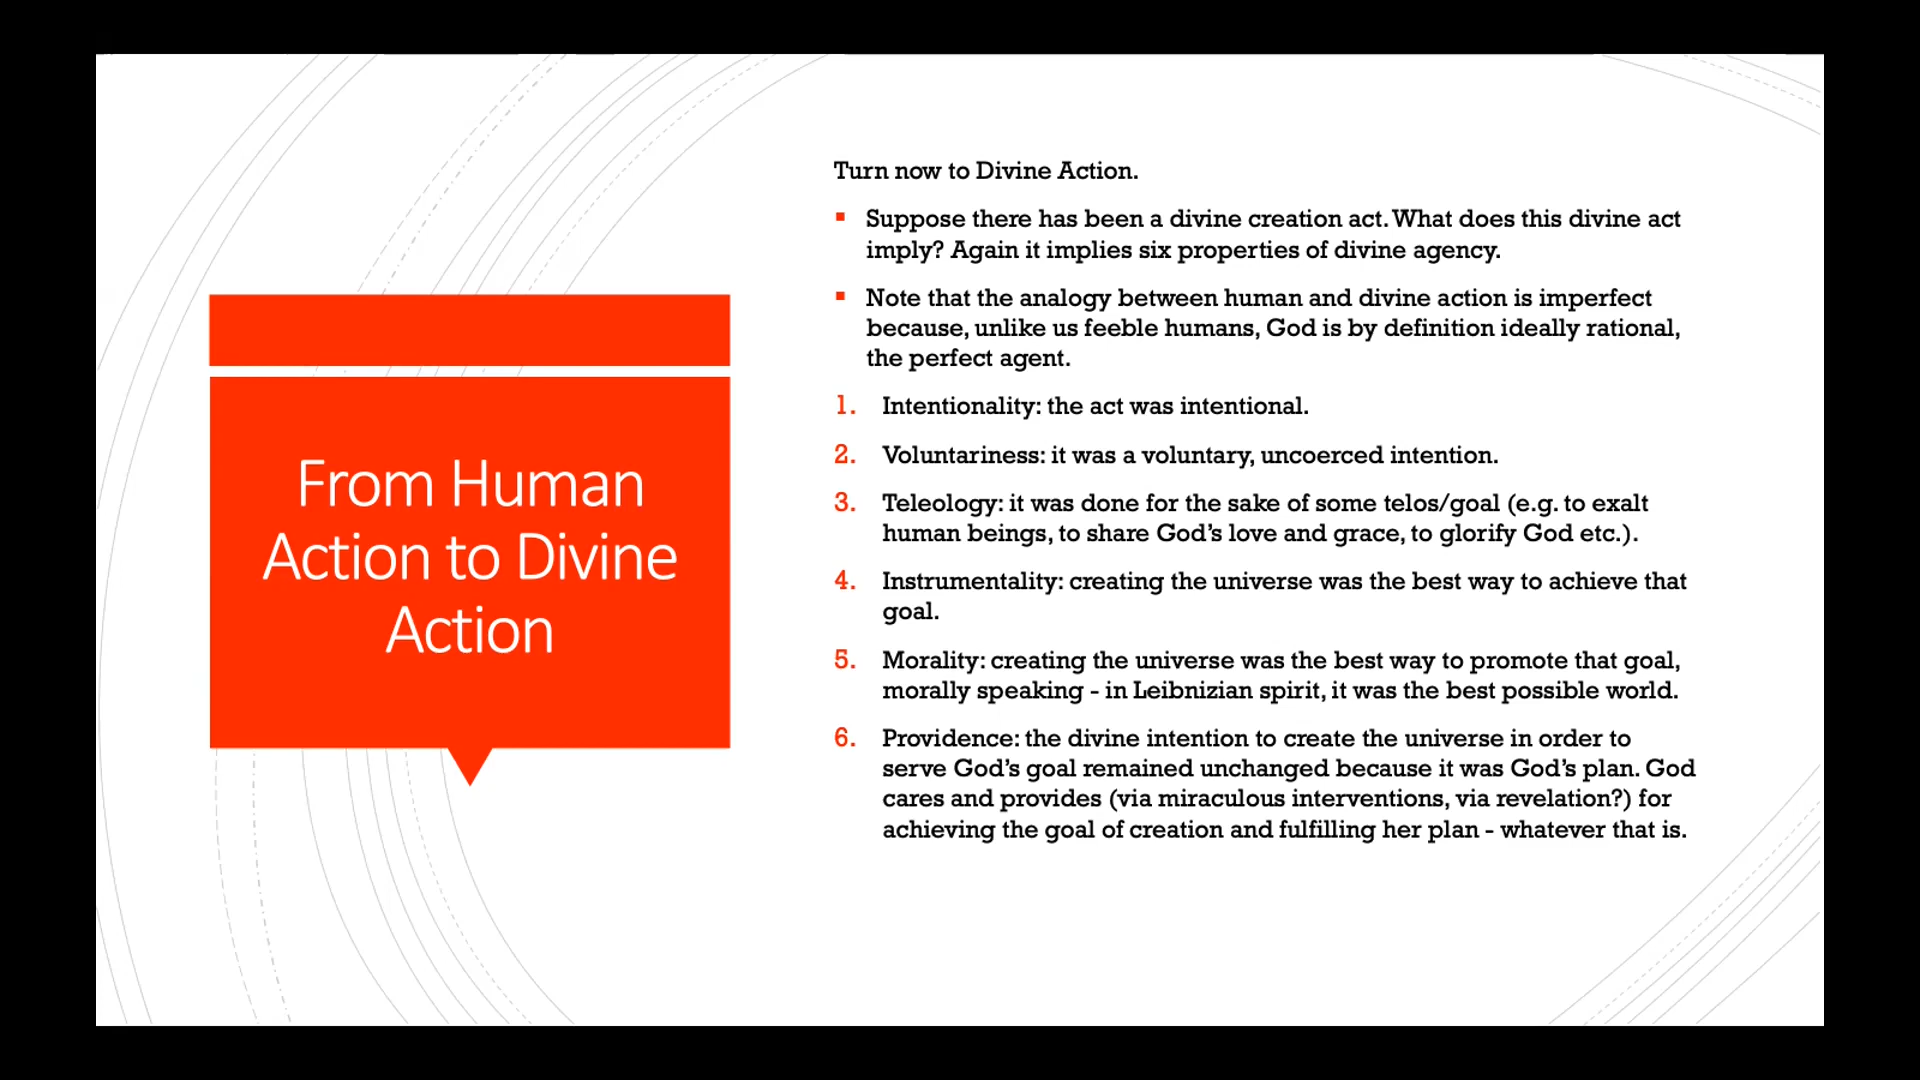 From Human
Action to Divine
Action
Turn now to Divine Action.
▪ Suppose there has been a divine creation act. What does this divine act
imply? Again it implies six properties of divine agency.
▪ Note that the analogy between human and divine action is imperfect
because, unlike us feeble humans, God is by definition ideally rational,
the perfect agent.
1. Intentionality: the act was intentional.
2. Voluntariness: it was a voluntary, uncoerced intention.
3. Teleology: it was done for the sake of some telos/goal (e.g. to exalt
human beings, to share God's love and grace, to glorify God etc.).
4. Instrumentality: creating the universe was the best way to achieve that
goal.
5. Morality: creating the universe was the best way to promote that goal,
morally speaking - in Leibnizian spirit, it was the best possible world.
6. Providence: the divine intention to create the universe in order to
serve God's goal remained unchanged because it was God's plan. God
cares and provides (via miraculous interventions, via revelation?) for
achieving the goal of creation and fulfilling her plan - whatever that is.